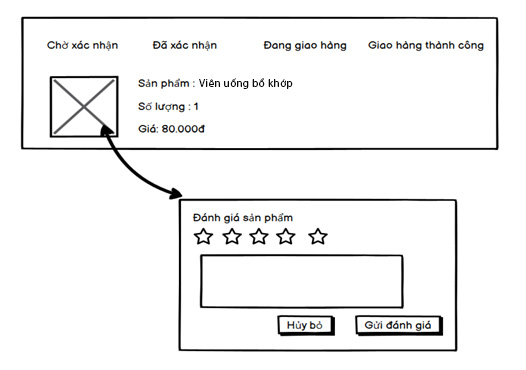 Chờ xác nhận Đã xác nhận Đang giao hàng Giao hàng thành công
Sản phẩm : Viên uống bổ khớp
Số lượng : 1
Giá: 80.000đ
Đánh giá sản phẩm
Hủy bỏ Gửi đánh giá